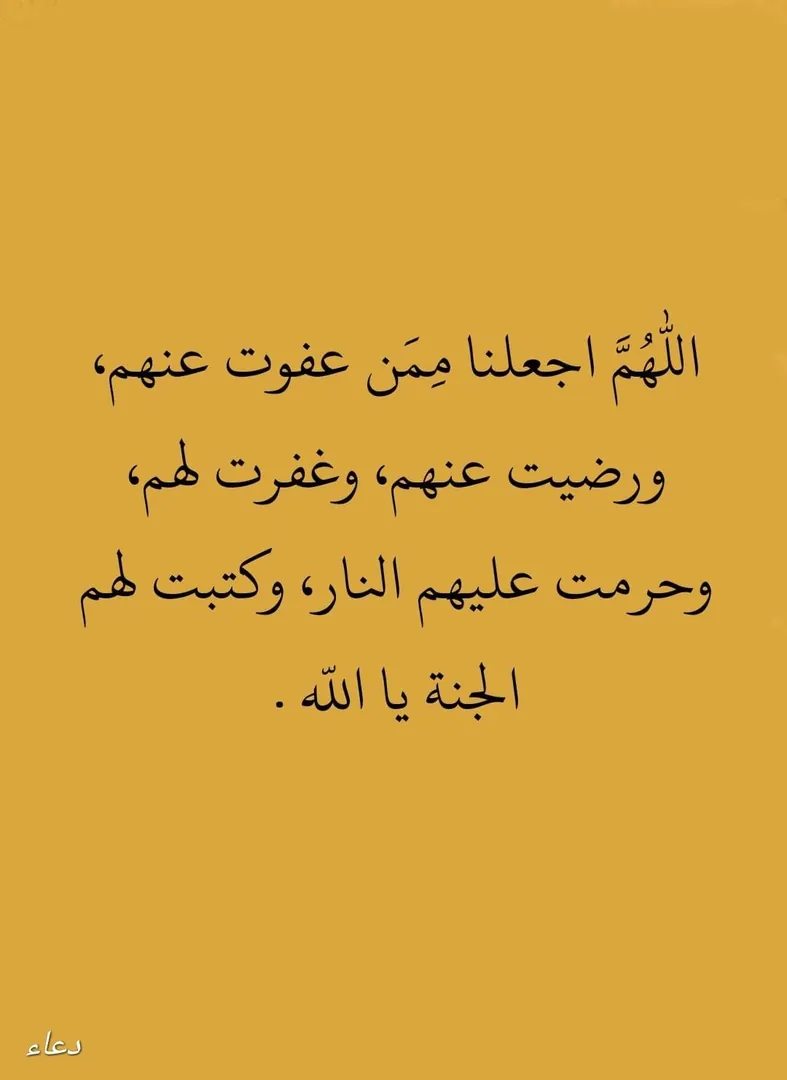 اللّٰهُمَّ اجعلنا مِمَن عفوت عنهم،
ورضيت عنهم، وغفرت لهم،
وحرمت عليهم النار، وكتبت لهم
الجنة يا اللّه .
دعاء